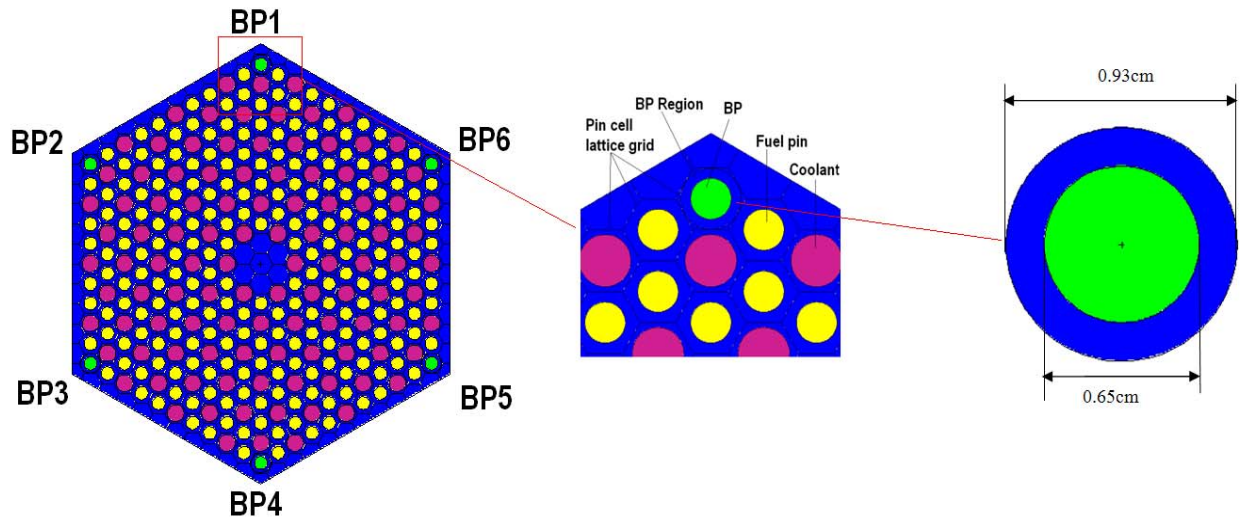 BP1
BP2
BP6
BP3
BP5
BP4
BP Region
BP
Pin cell
lattice grid
Fuel pin
Coolant
0.93cm
0.65cm